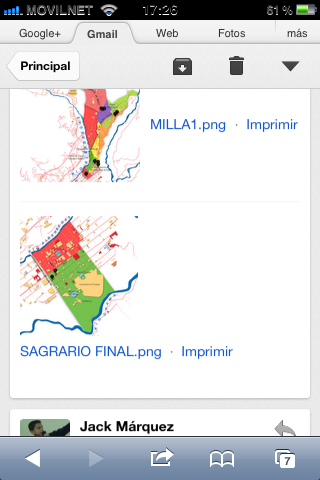 MOVILNET 17:26 61 %
Google+ Gmail Web Fotos más
Principal
MILLA1.png · Imprimir
SAGRARIO FINAL.png · Imprimir
Jack Márquez
7